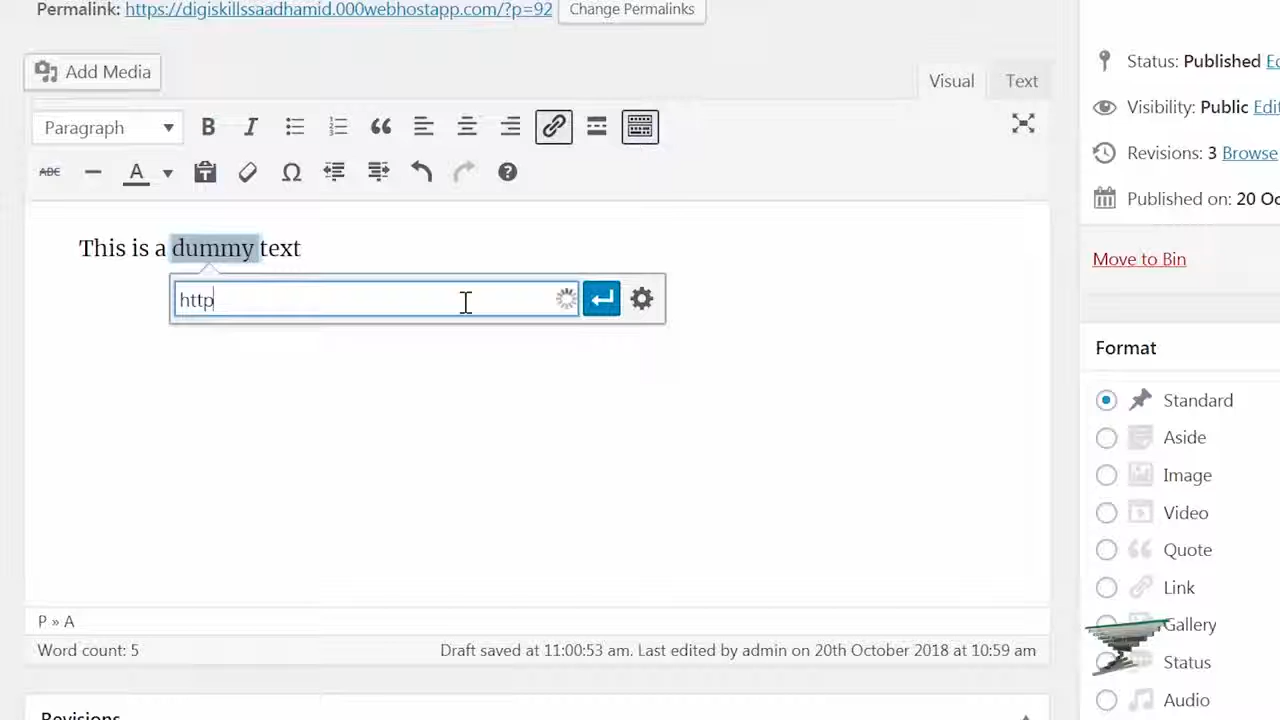 Permalink: https://digiskillssaadhamid.000webhostapp.com/?p=92 Change Permalinks
Add Media
Visual Text
Paragraph B I
ABC A Ω
This is a dummy text
http
P » A
Word count: 5 Draft saved at 11:00:53 am. Last edited by admin on 20th October 2018 at 10:59 am
Revisions
Status: Published
Visibility: Public Edit
Revisions: 3 Browse
Published on: 20
Move to Bin
Format
Standard
Aside
Image
Video
Quote
Link
Gallery
Status
Audio